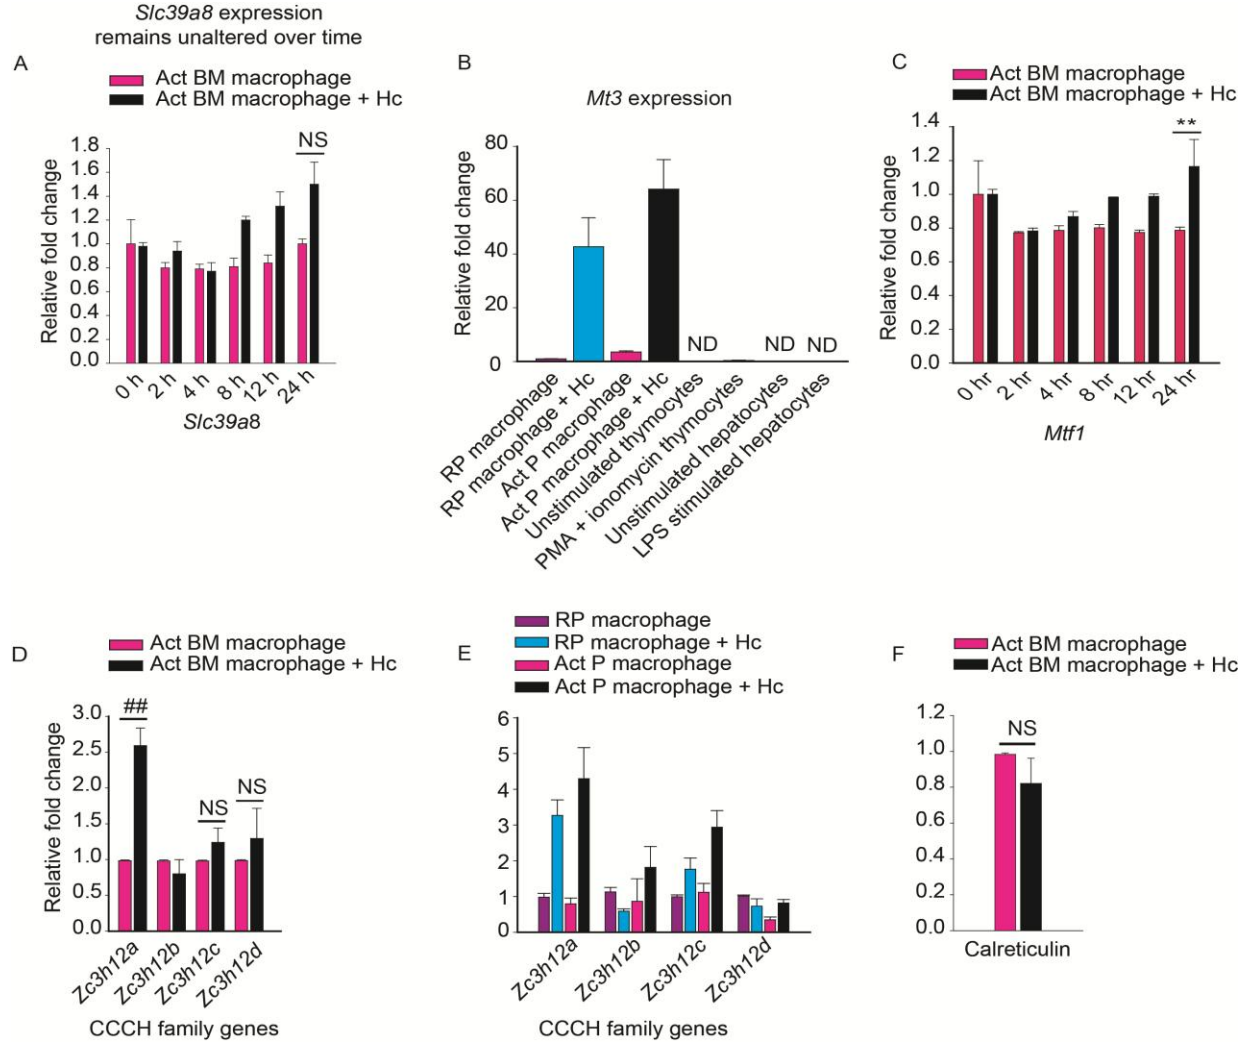 Slc39a8 expression
remains unaltered over time
A
Act BM macrophage
Act BM macrophage + Hc
NS
Relative fold change
1.8
1.6
1.4
1.2
1.0
0.8
0.6
0.4
0.2
0.0
0 h
2 h
4 h
8 h
12 h
24 h
Slc39a8
B
Mt3 expression
Relative fold change
80
60
40
20
0
ND
ND
ND
RP macrophage
RP macrophage + Hc
Act P macrophage
Act P macrophage + Hc
Unstimulated thymocytes
PMA + ionomycin thymocytes
Unstimulated hepatocytes
LPS stimulated hepatocytes
C
Act BM macrophage
Act BM macrophage + Hc
**
Relative fold change
1.4
1.2
1.0
0.8
0.6
0.4
0.2
0.0
0 hr
2 hr
4 hr
8 hr
12 hr
24 hr
Mtf1
D
Act BM macrophage
Act BM macrophage + Hc
##
NS
NS
Relative fold change
3.0
2.5
2.0
1.5
1.0
0.5
0.0
Zc3h12a
Zc3h12b
Zc3h12c
Zc3h12d
CCCH family genes
E
RP macrophage
RP macrophage + Hc
Act P macrophage
Act P macrophage + Hc
6
5
4
3
2
1
0
Zc3h12a
Zc3h12b
Zc3h12c
Zc3h12d
CCCH family genes
F
Act BM macrophage
Act BM macrophage + Hc
NS
1.2
1.0
0.8
0.6
0.4
0.2
0.0
Calreticulin